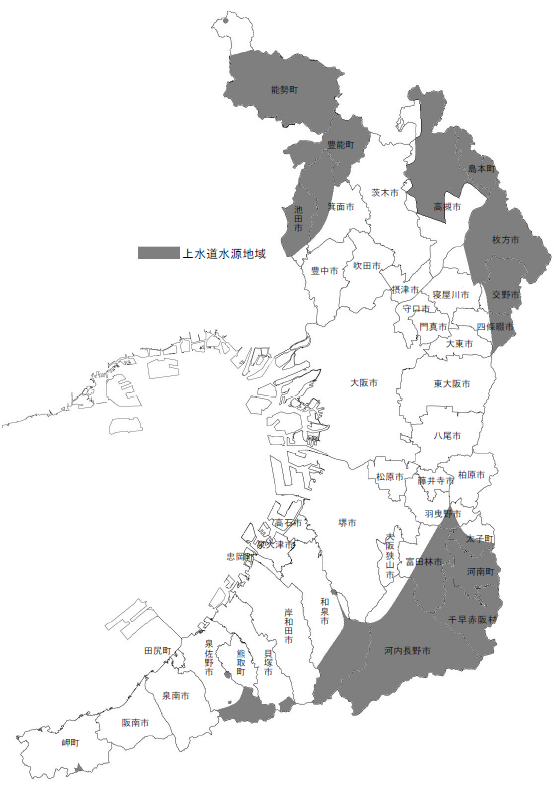 能勢町
豊能町
島本町
茨木市
池田市
箕面市
高槻市
枚方市
上水道水源地域
豊中市
吹田市
摂津市
寝屋川市
交野市
守口市
門真市
四條畷市
大東市
大阪市
東大阪市
八尾市
松原市
藤井寺市
柏原市
羽曳野市
高石市
堺市
大阪狭山市
太子町
泉大津市
忠岡町
富田林市
河南町
和泉市
岸和田市
千早赤阪村
田尻町
泉佐野市
熊取町
貝塚市
河内長野市
泉南市
阪南市
岬町